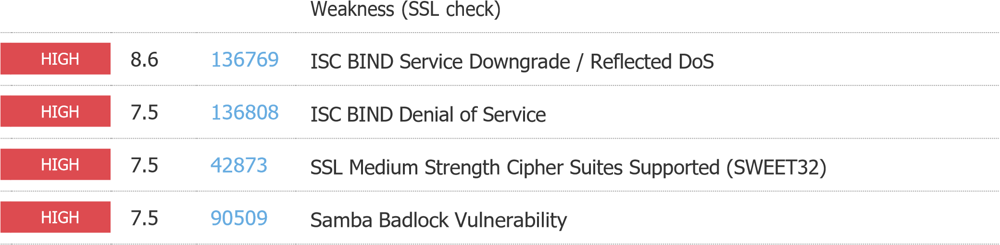 Weakness (SSL check)
HIGH 8.6 136769 ISC BIND Service Downgrade / Reflected DoS
HIGH 7.5 136808 ISC BIND Denial of Service
HIGH 7.5 42873 SSL Medium Strength Cipher Suites Supported (SWEET32)
HIGH 7.5 90509 Samba Badlock Vulnerability